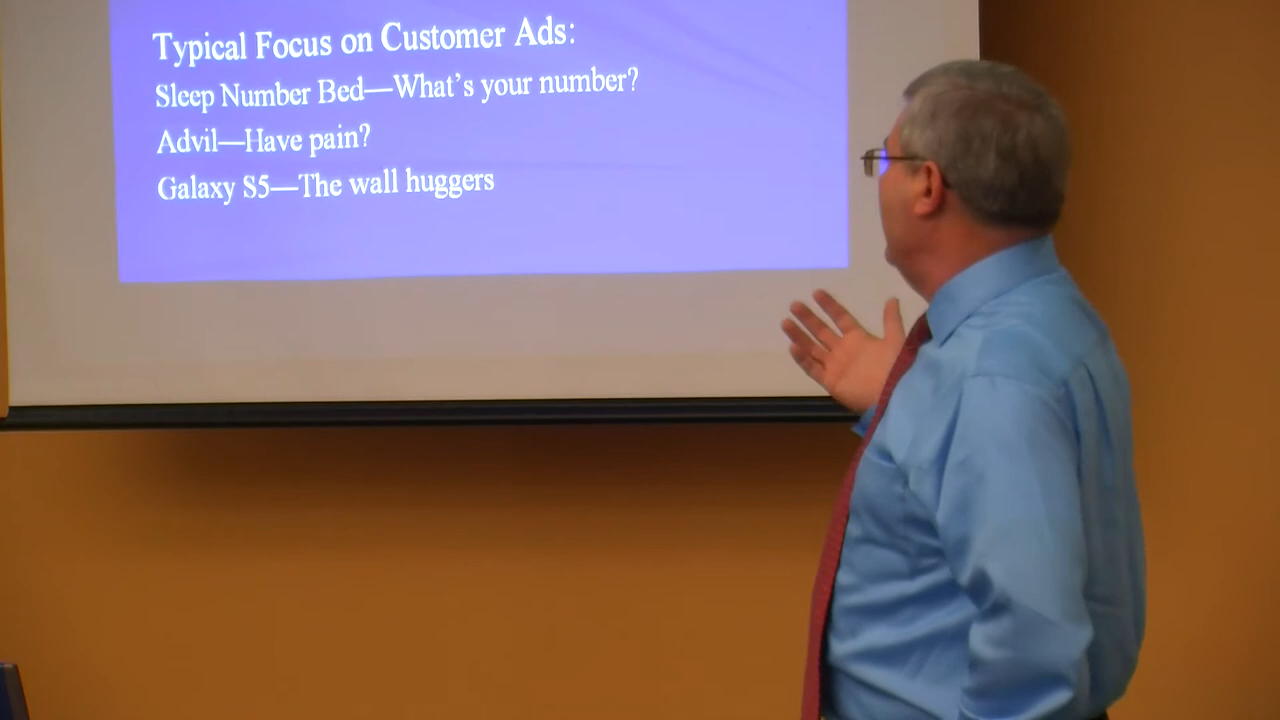 Typical Focus on Customer Ads:
Sleep Number Bed—What's your number?
Advil—Have pain?
Galaxy S5—The wall huggers